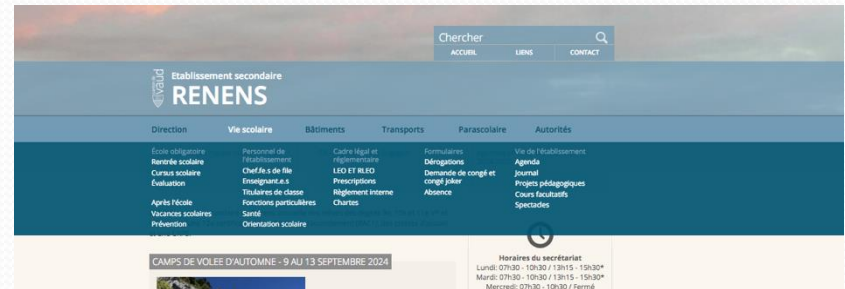 Chercher
ACCUEIL LIENS CONTACT
canton de
vaud
Etablissement secondaire
RENENS
Direction Vie scolaire Bâtiments Transports Parascolaire Autorités
École obligatoire
Rentrée scolaire
Cursus scolaire
Évaluation
Après l'école
Vacances scolaires
Prévention
Personnel de
l'établissement
Chef.fe.s de file
Enseignant.e.s
Titulaires de classe
Fonctions particulières
Santé
Orientation scolaire
Cadre légal et
réglementaire
LEO ET RLEO
Prescriptions
Règlement interne
Chartes
Formulaires
Dérogations
Demande de congé et
congé joker
Absence
Vie de l'établissement
Agenda
Journal
Projets pédagogiques
Cours facultatifs
Spectacles
CAMPS DE VOLEE D'AUTOMNE - 9 AU 13 SEPTEMBRE 2024
Horaires du secrétariat
Lundi: 07h30 - 10h30 / 13h15 - 15h30*
Mardi: 07h30 - 10h30 / 13h15 - 15h30*
Mercredi: 07h30 - 10h30 / Fermé